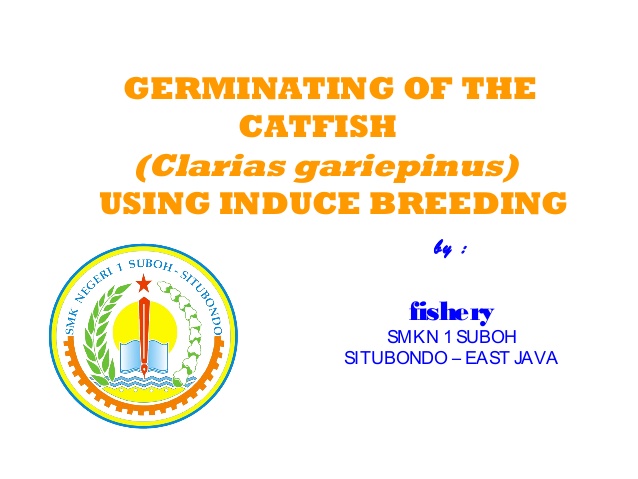 GERMINATING OF THE
CATFISH
(Clarias gariepinus)
USING INDUCE BREEDING
by :
SMK NEGERI 1 SUBOH - SITUBONDO
fishery
SMKN 1 SUBOH
SITUBONDO – EAST JAVA